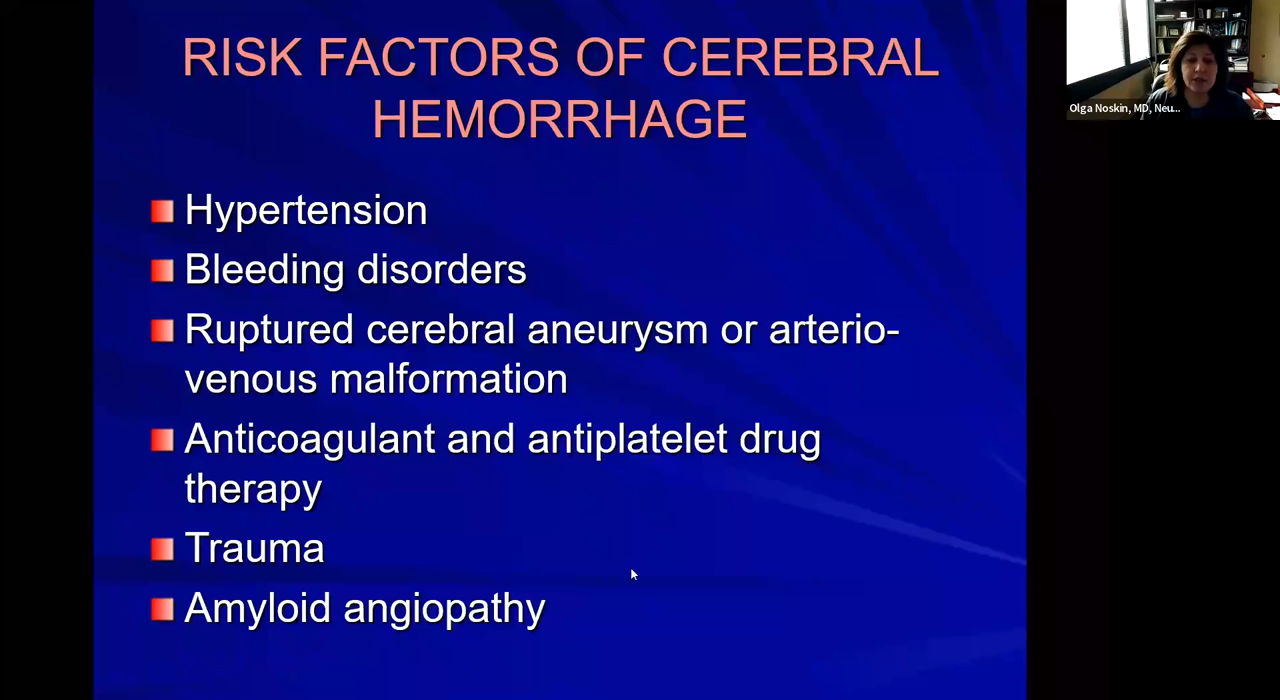 RISK FACTORS OF CEREBRAL
HEMORRHAGE
Hypertension
Bleeding disorders
Ruptured cerebral aneurysm or arterio-
venous malformation
Anticoagulant and antiplatelet drug
therapy
Trauma
Amyloid angiopathy
Olga Noskin, MD, Neu...